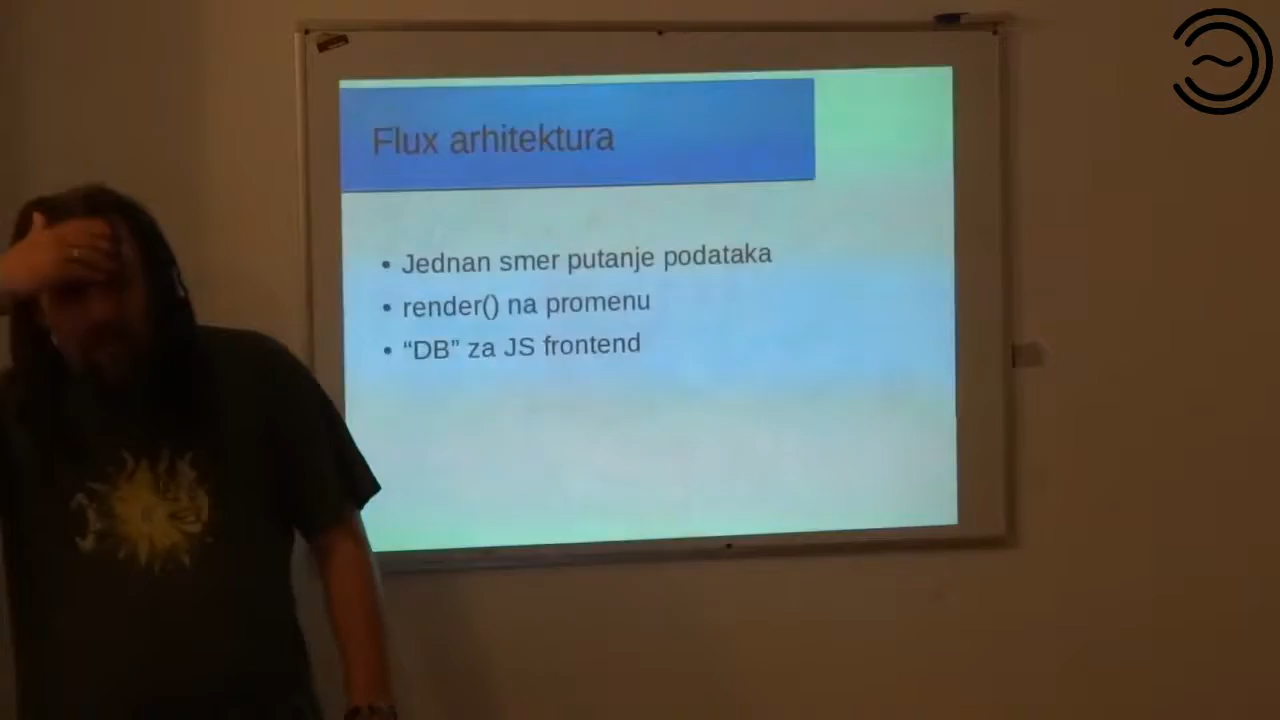 Flux arhitektura
• Jednan smer putanje podataka
• render() na promenu
• “DB” za JS frontend